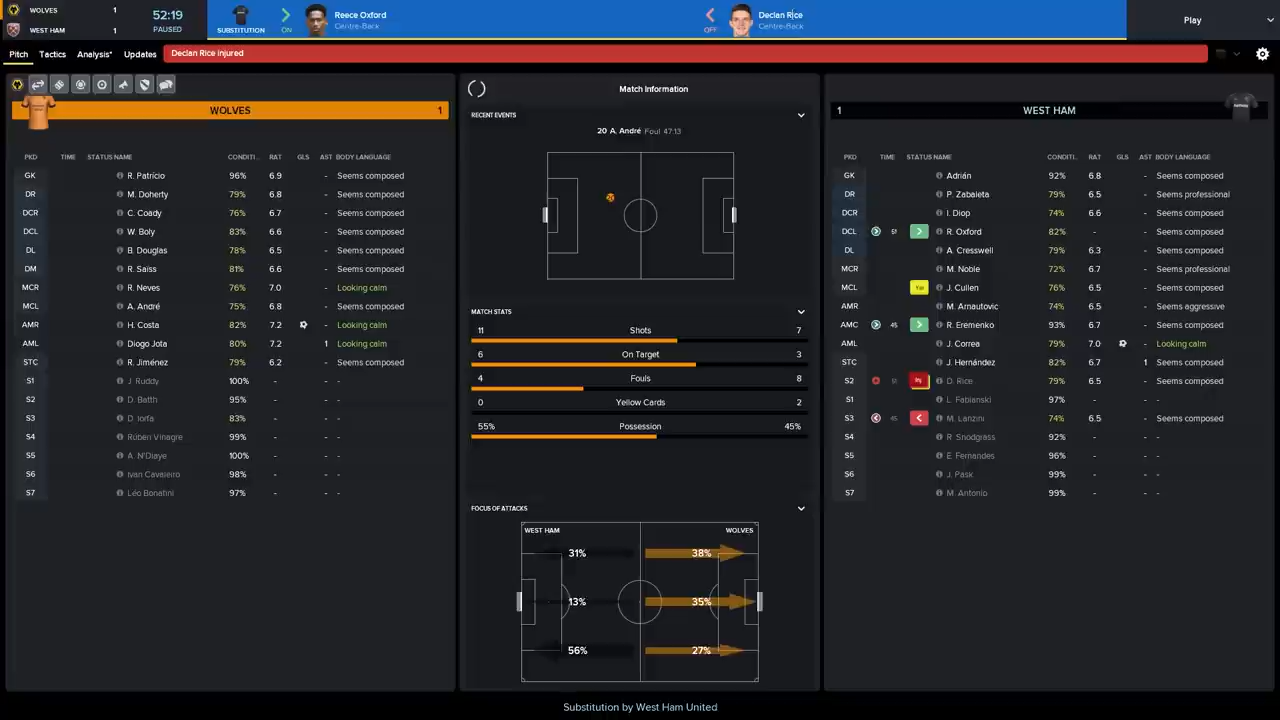 WOLVES 1
WEST HAM 1
52:19
PAUSED
SUBSTITUTION
ON
Reece Oxford
Centre-Back
OFF
Declan Rice
Centre-Back
Play
Pitch Tactics Analysis* Updates
Declan Rice injured
WOLVES 1
PKD TIME STATUS NAME CONDITI... RAT GLS AST BODY LANGUAGE
GK R. Patrício 96% 6.9 - Seems composed
DR M. Doherty 79% 6.8 - Seems composed
DCR C. Coady 76% 6.7 - Seems composed
DCL W. Boly 83% 6.6 - Seems composed
DL B. Douglas 78% 6.5 - Seems composed
DM R. Saïss 81% 6.6 - Seems composed
MCR R. Neves 76% 7.0 - Looking calm
MCL A. André 75% 6.8 - Seems composed
AMR H. Costa 82% 7.2 - Looking calm
AML Diogo Jota 80% 7.2 1 Looking calm
STC R. Jiménez 79% 6.2 - Seems composed
S1 J. Ruddy 100% - - -
S2 D. Batth 95% - - -
S3 D. Iorfa 83% - - -
S4 Rúben Vinagre 99% - - -
S5 A. N'Diaye 100% - - -
S6 Ivan Cavaleiro 98% - - -
S7 Léo Bonatini 97% - - -
Match Information
RECENT EVENTS
20 A. André Foul 47:13
MATCH STATS
11 Shots 7
6 On Target 3
4 Fouls 8
0 Yellow Cards 2
55% Possession 45%
FOCUS OF ATTACKS
WEST HAM WOLVES
31% 38%
13% 35%
56% 27%
1 WEST HAM
PKD TIME STATUS NAME CONDITI... RAT GLS AST BODY LANGUAGE
GK Adrián 92% 6.8 - Seems composed
DR P. Zabaleta 79% 6.5 - Seems professional
DCR I. Diop 74% 6.6 - Seems composed
DCL 51 R. Oxford 82% - - Seems composed
DL A. Cresswell 79% 6.3 - Seems composed
MCR M. Noble 72% 6.7 - Seems professional
MCL Yel J. Cullen 76% 6.5 - Seems composed
AMR M. Arnautovic 74% 6.5 - Seems aggressive
AMC 45 R. Eremenko 93% 6.7 - Seems composed
AML J. Correa 79% 7.0 - Looking calm
STC J. Hernández 82% 6.7 1 Seems composed
S2 51 Inj D. Rice 79% 6.5 - Seems composed
S1 L. Fabianski 97% - - -
S3 45 M. Lanzini 74% 6.5 - Seems composed
S4 R. Snodgrass 92% - - -
S5 E. Fernandes 96% - - -
S6 J. Pask 99% - - -
S7 M. Antonio 99% - - -
Substitution by West Ham United